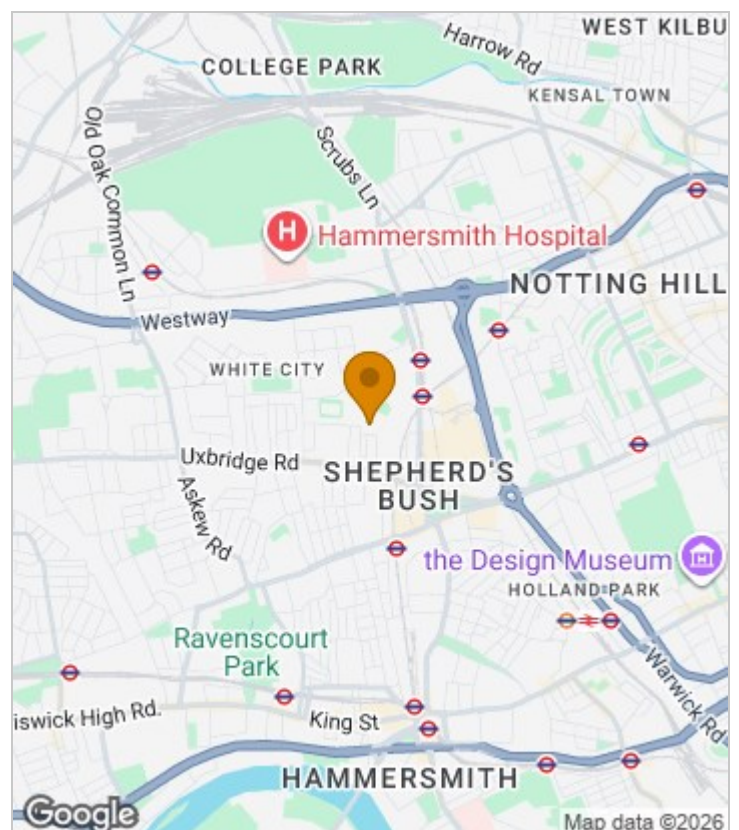 WEST KILBU
Harrow Rd
COLLEGE PARK
KENSAL TOWN
Old Oak Common Ln
Scrubs Ln
H
Hammersmith Hospital
NOTTING HILL
Westway
WHITE CITY
Uxbridge Rd
SHEPHERD'S
BUSH
Askew Rd
the Design Museum
HOLLAND PARK
Ravenscourt
Park
Warwick Rd
iswick High Rd.
King St
HAMMERSMITH
Google
Map data ©2026